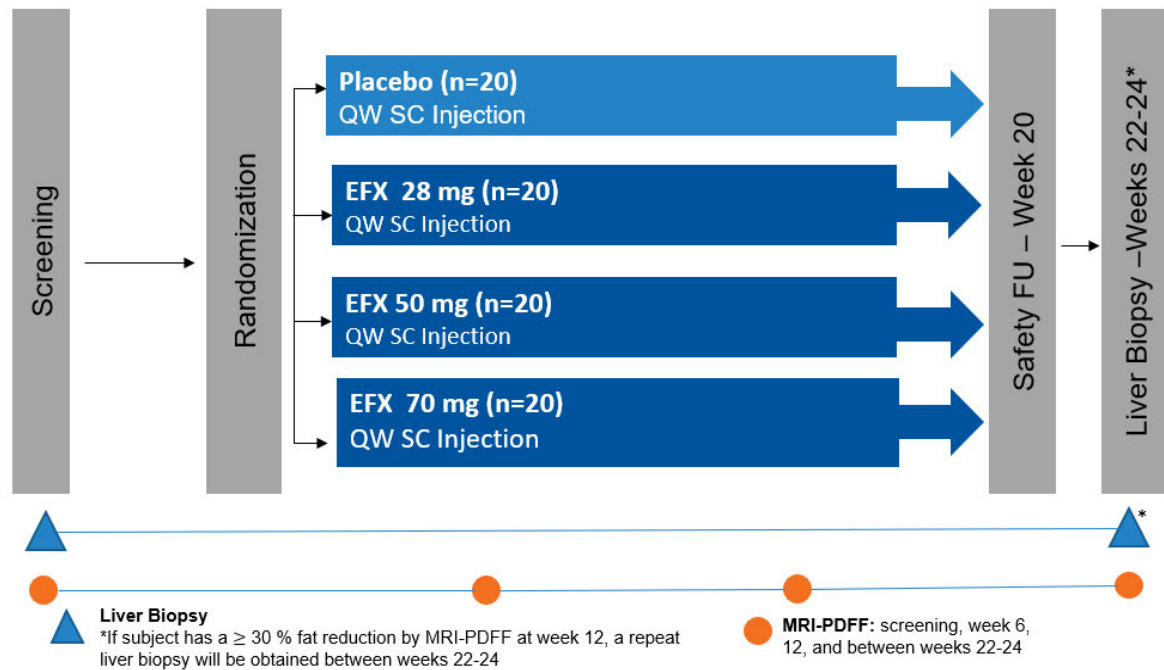 Screening
Randomization
Placebo (n=20)
QW SC Injection
EFX 28 mg (n=20)
QW SC Injection
EFX 50 mg (n=20)
QW SC Injection
EFX 70 mg (n=20)
QW SC Injection
Safety FU – Week 20
Liver Biopsy –Weeks 22-24*
*
Liver Biopsy
*If subject has a ≥ 30 % fat reduction by MRI-PDFF at week 12, a repeat
liver biopsy will be obtained between weeks 22-24
MRI-PDFF: screening, week 6,
12, and between weeks 22-24